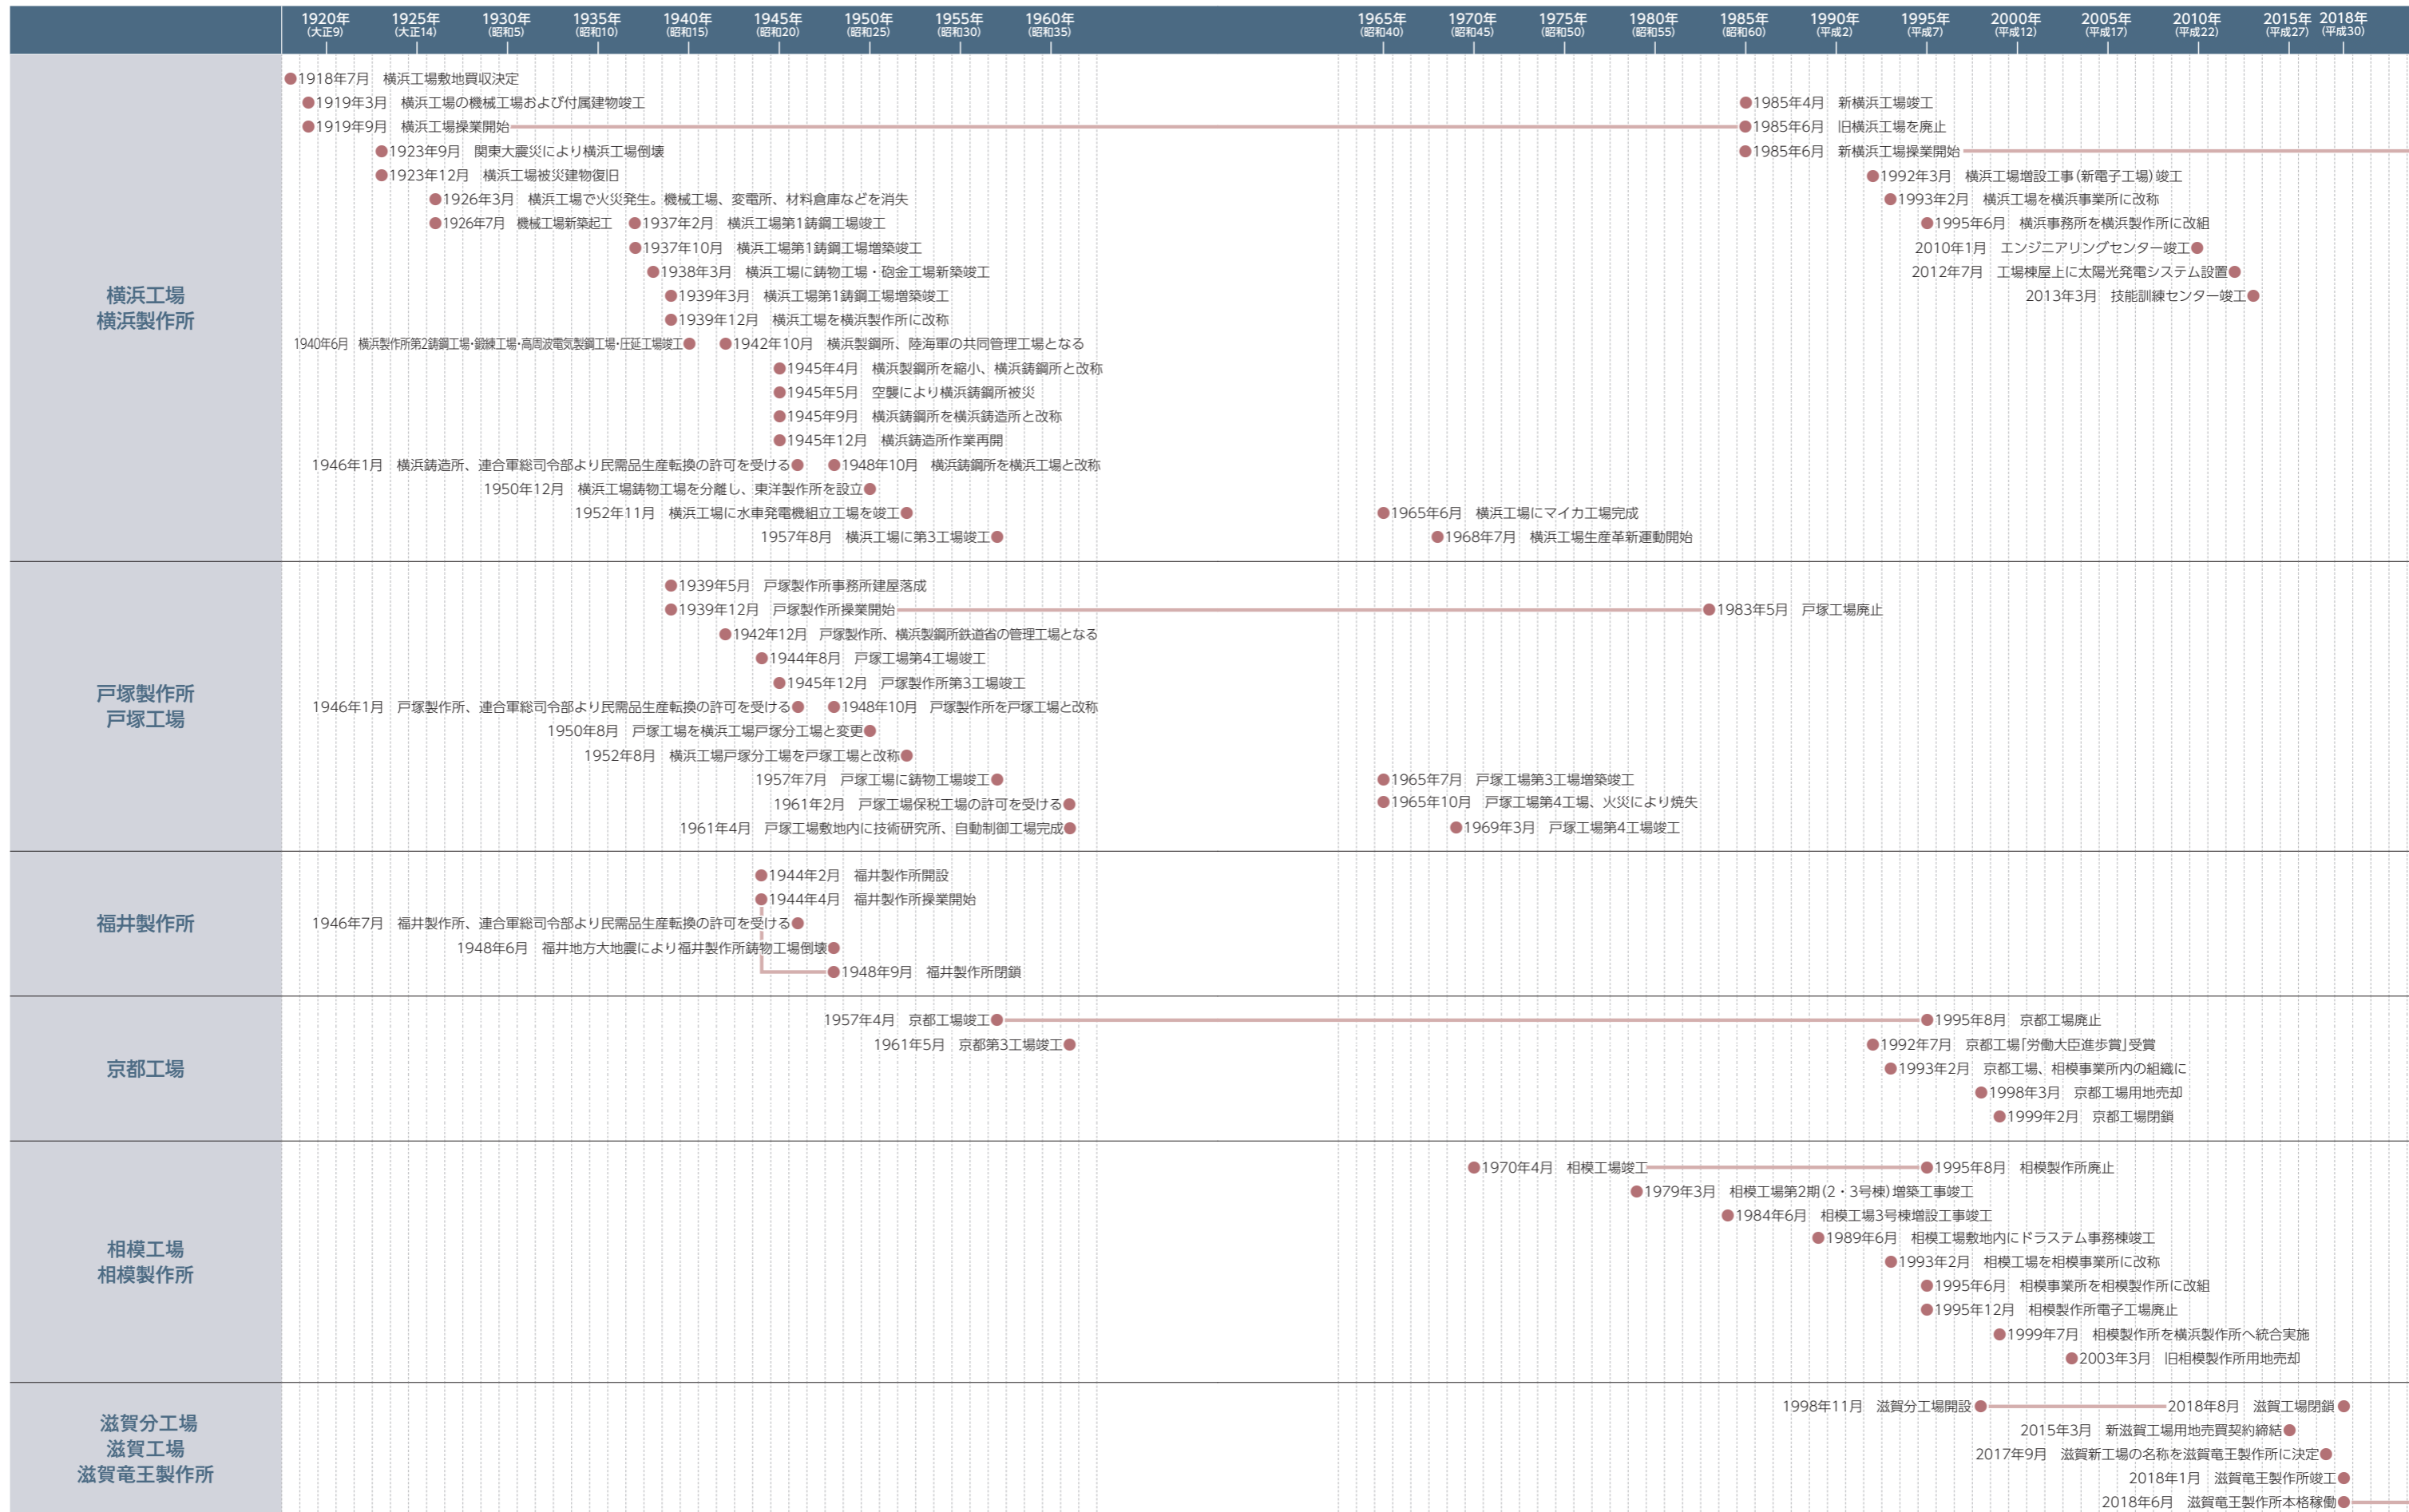 1920年 1925年 1930年 1935年 1940年 1945年 1950年 1955年 1960年 1965年 1970年 1975年 1980年 1985年 1990年 1995年 2000年 2005年 2010年 2015年 2018年
(大正9) (大正14) (昭和5) (昭和10) (昭和15) (昭和20) (昭和25) (昭和30) (昭和35) (昭和40) (昭和45) (昭和50) (昭和55) (昭和60) (平成2) (平成7) (平成12) (平成17) (平成22) (平成27) (平成30)
横浜工場
横浜製作所
1918年7月 横浜工場敷地買収決定
1919年3月 横浜工場の機械工場および付属建物竣工 1985年4月 新横浜工場竣工
1919年9月 横浜工場操業開始 1985年6月 旧横浜工場を廃止
1923年9月 関東大震災により横浜工場倒壊 1985年6月 新横浜工場操業開始
1923年12月 横浜工場被災建物復旧 1992年3月 横浜工場増設工事(新電子工場)竣工
1926年3月 横浜工場で火災発生。機械工場、変電所、材料倉庫などを消失 1993年2月 横浜工場を横浜事業所に改称
1926年7月 機械工場新築起工 1937年2月 横浜工場第1鋳鋼工場竣工 1995年6月 横浜事務所を横浜製作所に改組
1937年10月 横浜工場第1鋳鋼工場増築竣工 2010年1月 エンジニアリングセンター竣工
1938年3月 横浜工場に鋳物工場・砲金工場新築竣工 2012年7月 工場棟屋上に太陽光発電システム設置
1939年3月 横浜工場第1鋳鋼工場増築竣工 2013年3月 技能訓練センター竣工
1939年12月 横浜工場を横浜製作所に改称
1940年6月 横浜製作所第2鋳鋼工場・鍛練工場・高周波電気製鋼工場・圧延工場竣工 1942年10月 横浜製鋼所、陸海軍の共同管理工場となる
1945年4月 横浜製鋼所を縮小、横浜鋳鋼所と改称
1945年5月 空襲により横浜鋳鋼所被災
1945年9月 横浜鋳鋼所を横浜鋳造所と改称
1945年12月 横浜鋳造所作業再開
1946年1月 横浜鋳造所、連合軍総司令部より民需品生産転換の許可を受ける 1948年10月 横浜鋳鋼所を横浜工場と改称
1950年12月 横浜工場鋳物工場を分離し、東洋製作所を設立
1952年11月 横浜工場に水車発電機組立工場を竣工 1965年6月 横浜工場にマイカ工場完成
1957年8月 横浜工場に第3工場竣工 1968年7月 横浜工場生産革新運動開始
戸塚製作所
戸塚工場
1939年5月 戸塚製作所事務所建屋落成
1939年12月 戸塚製作所操業開始 1983年5月 戸塚工場廃止
1942年12月 戸塚製作所、横浜製鋼所鉄道省の管理工場となる
1944年8月 戸塚工場第4工場竣工
1945年12月 戸塚製作所第3工場竣工
1946年1月 戸塚製作所、連合軍総司令部より民需品生産転換の許可を受ける 1948年10月 戸塚製作所を戸塚工場と改称
1950年8月 戸塚工場を横浜工場戸塚分工場と変更
1952年8月 横浜工場戸塚分工場を戸塚工場と改称
1957年7月 戸塚工場に鋳物工場竣工 1965年7月 戸塚工場第3工場増築竣工
1961年2月 戸塚工場保税工場の許可を受ける 1965年10月 戸塚工場第4工場、火災により焼失
1961年4月 戸塚工場敷地内に技術研究所、自動制御工場完成 1969年3月 戸塚工場第4工場竣工
福井製作所
1944年2月 福井製作所開設
1944年4月 福井製作所操業開始
1946年7月 福井製作所、連合軍総司令部より民需品生産転換の許可を受ける
1948年6月 福井地方大地震により福井製作所鋳物工場倒壊
1948年9月 福井製作所閉鎖
京都工場
1957年4月 京都工場竣工 1995年8月 京都工場廃止
1961年5月 京都第3工場竣工 1992年7月 京都工場「労働大臣進歩賞」受賞
1993年2月 京都工場、相模事業所内の組織に
1998年3月 京都工場用地売却
1999年2月 京都工場閉鎖
相模工場
相模製作所
1970年4月 相模工場竣工 1995年8月 相模製作所廃止
1979年3月 相模工場第2期(2・3号棟)増築工事竣工
1984年6月 相模工場3号棟増設工事竣工
1989年6月 相模工場敷地内にドラステム事務棟竣工
1993年2月 相模工場を相模事業所に改称
1995年6月 相模事業所を相模製作所に改組
1995年12月 相模製作所電子工場廃止
1999年7月 相模製作所を横浜製作所へ統合実施
2003年3月 旧相模製作所用地売却
滋賀分工場
滋賀工場
滋賀竜王製作所
1998年11月 滋賀分工場開設 2018年8月 滋賀工場閉鎖
2015年3月 新滋賀工場用地売買契約締結
2017年9月 滋賀新工場の名称を滋賀竜王製作所に決定
2018年1月 滋賀竜王製作所竣工
2018年6月 滋賀竜王製作所本格稼働